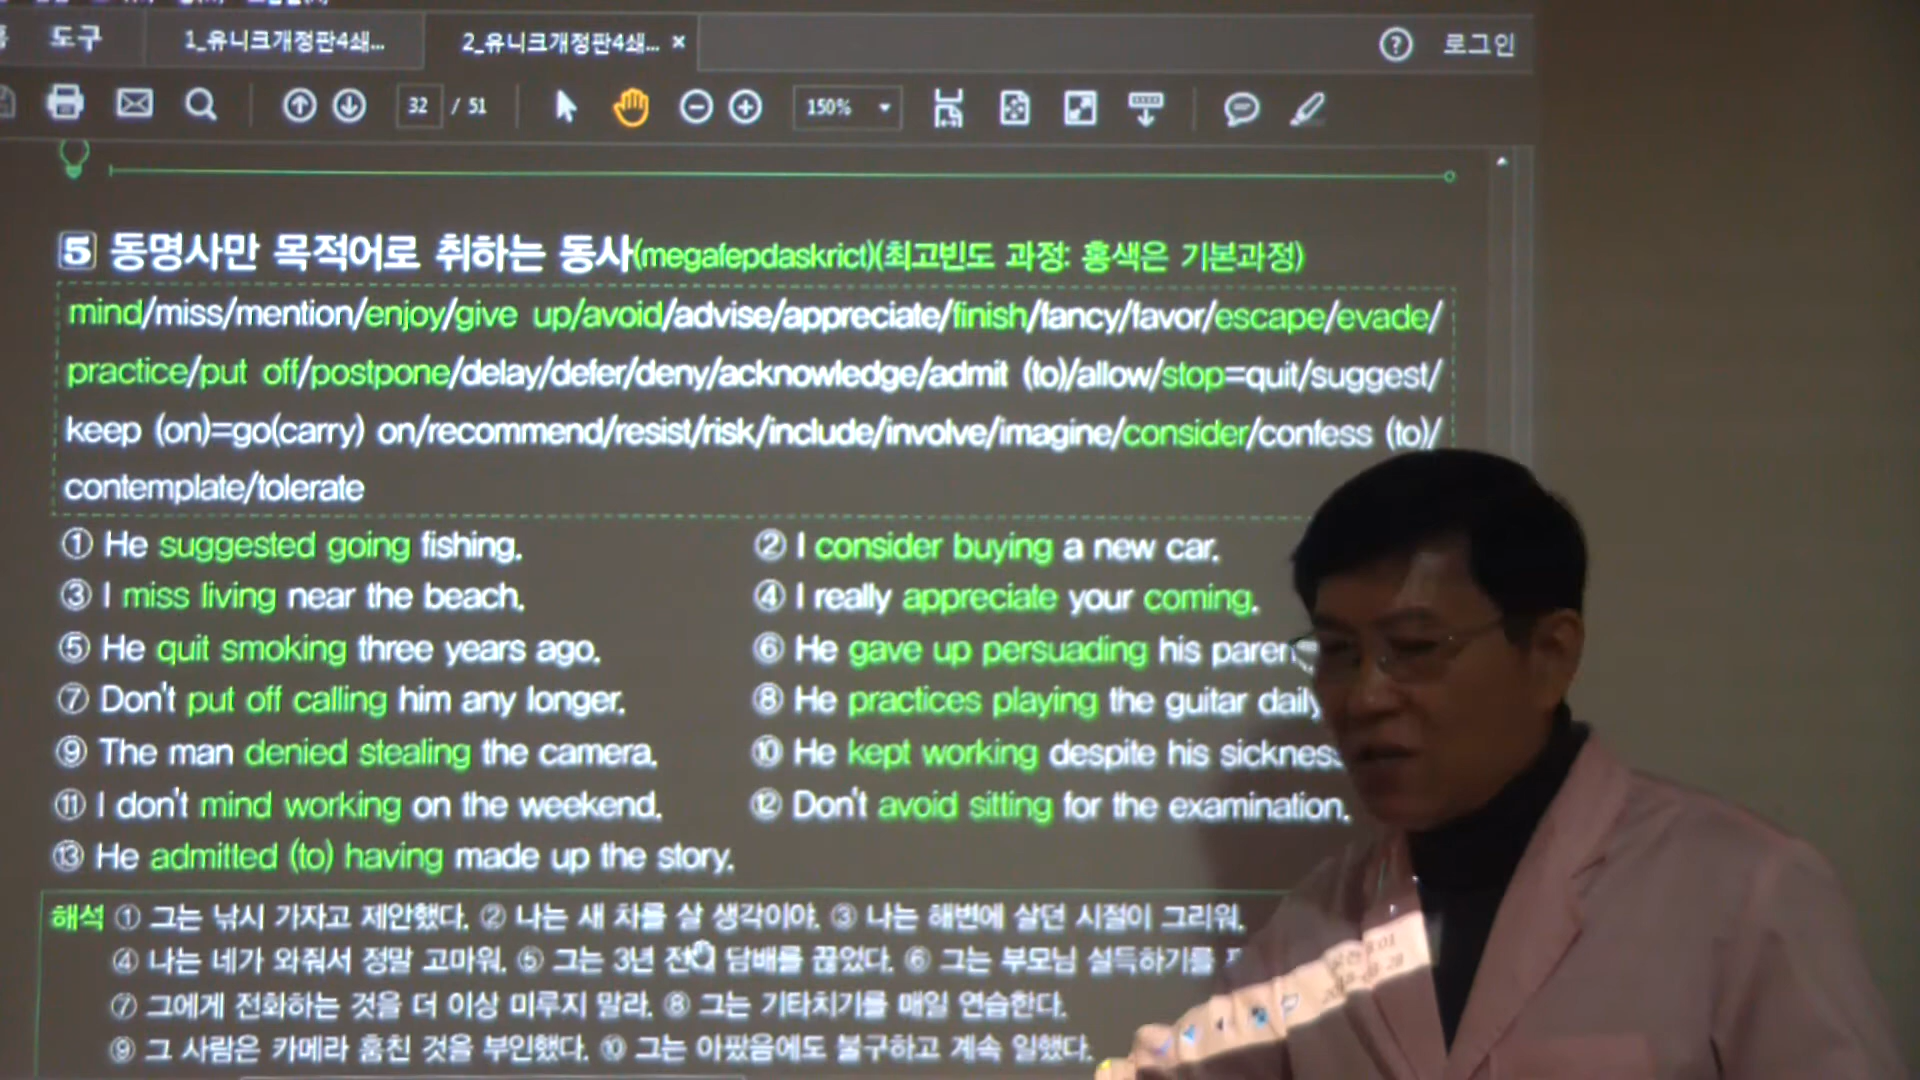 도구
1_유니크개정판4쇄...
2_유니크개정판4쇄... ×
? 로그인
32 / 51
150%
5 동명사만 목적어로 취하는 동사(megafepdaskrict)(최고빈도 과정: 홍색은 기본과정)
mind/miss/mention/enjoy/give up/avoid/advise/appreciate/finish/fancy/favor/escape/evade/
practice/put off/postpone/delay/defer/deny/acknowledge/admit (to)/allow/stop=quit/suggest/
keep (on)=go(carry) on/recommend/resist/risk/include/involve/imagine/consider/confess (to)/
contemplate/tolerate
① He suggested going fishing.
② I consider buying a new car.
③ I miss living near the beach.
④ I really appreciate your coming.
⑤ He quit smoking three years ago.
⑥ He gave up persuading his
⑦ Don't put off calling him any longer.
⑧ He practices playing the guitar daily
⑨ The man denied stealing the camera.
⑩ He kept working despite his sickness
⑪ I don't mind working on the weekend.
⑫ Don't avoid sitting for the examination.
⑬ He admitted (to) having made up the story.
해석 ① 그는 낚시 가자고 제안했다. ② 나는 새 차를 살 생각이야. ③ 나는 해변에 살던 시절이 그리워.
④ 나는 네가 와줘서 정말 고마워. ⑤ 그는 3년 담배를 끊었다. ⑥ 그는 부모님 설득하기를
⑦ 그에게 전화하는 것을 더 이상 미루지 말라. ⑧ 그는 기타치기를 매일 연습한다.
⑨ 그 사람은 카메라 훔친 것을 부인했다. ⑩ 그는 아팠음에도 불구하고 계속 일했다.